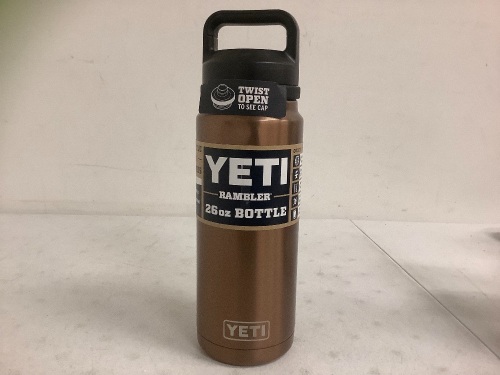 TWIST
OPEN
TO SEE CAP
YETI
RAMBLER
26oz BOTTLE
YETI